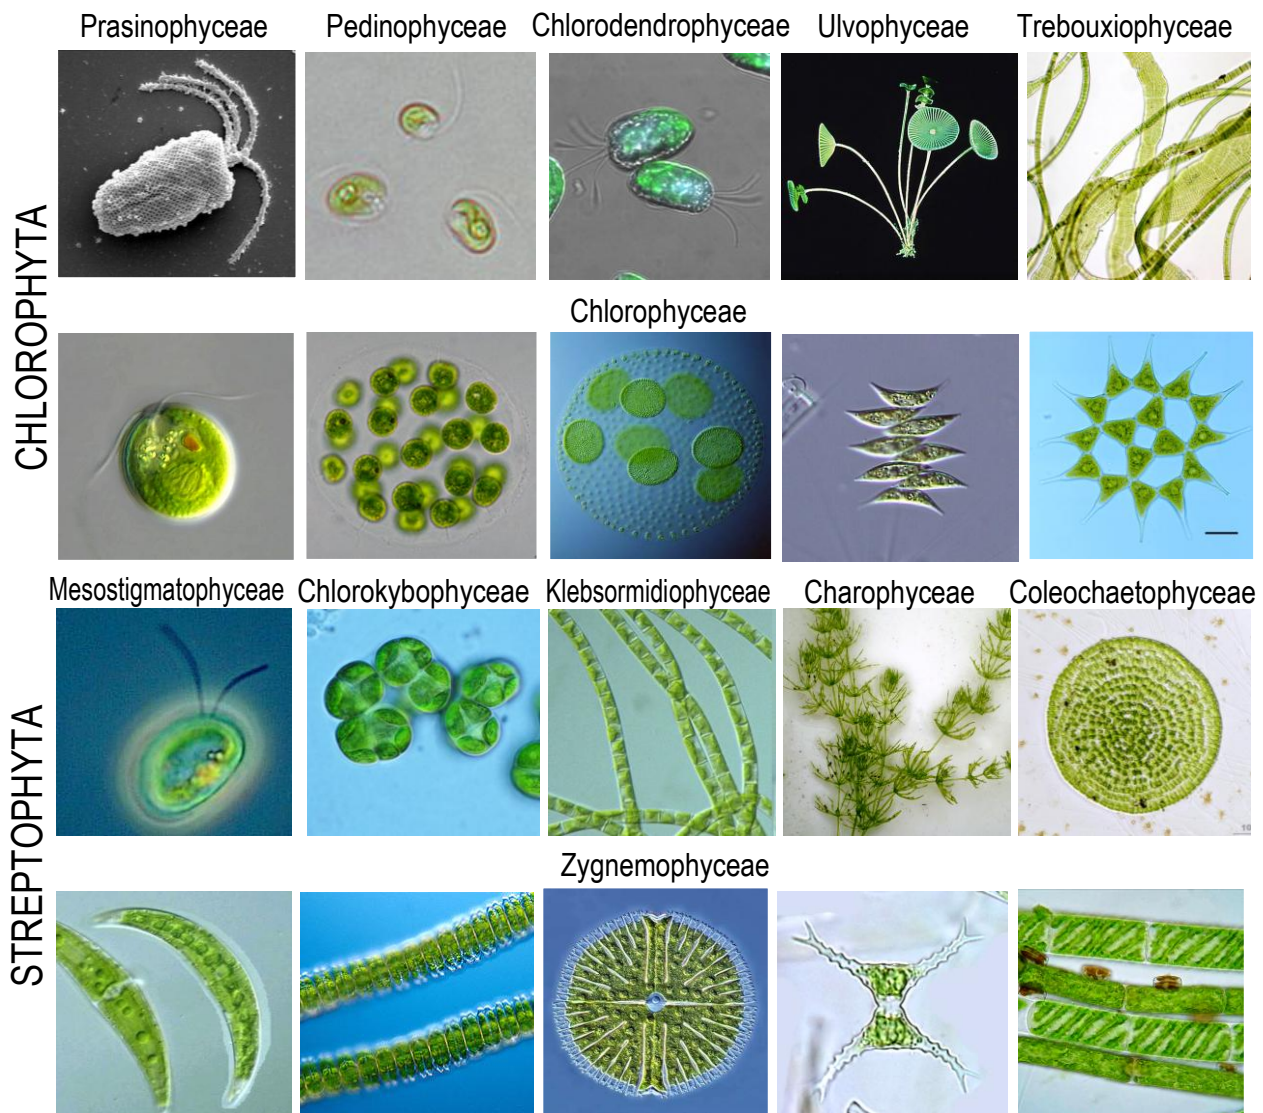 Prasinophyceae
Pedinophyceae
Chlorodendrophyceae
Ulvophyceae
Trebouxiophyceae
CHLOROPHYTA
Chlorophyceae
Mesostigmatophyceae
Chlorokybophyceae
Klebsormidiophyceae
Charophyceae
Coleochaetophyceae
STREPTOPHYTA
Zygnemophyceae